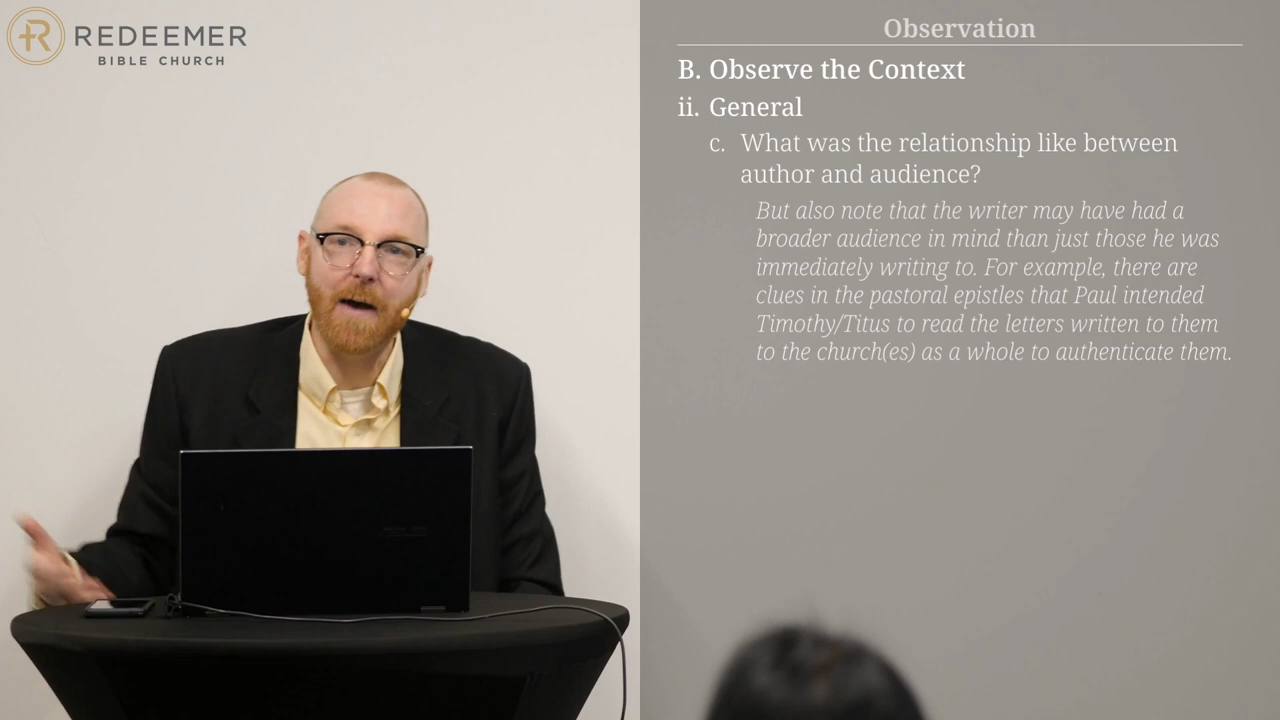 REDEEMER
BIBLE CHURCH
Observation
B. Observe the Context
ii. General
c. What was the relationship like between
author and audience?
But also note that the writer may have had a
broader audience in mind than just those he was
immediately writing to. For example, there are
clues in the pastoral epistles that Paul intended
Timothy/Titus to read the letters written to them
to the church(es) as a whole to authenticate them.